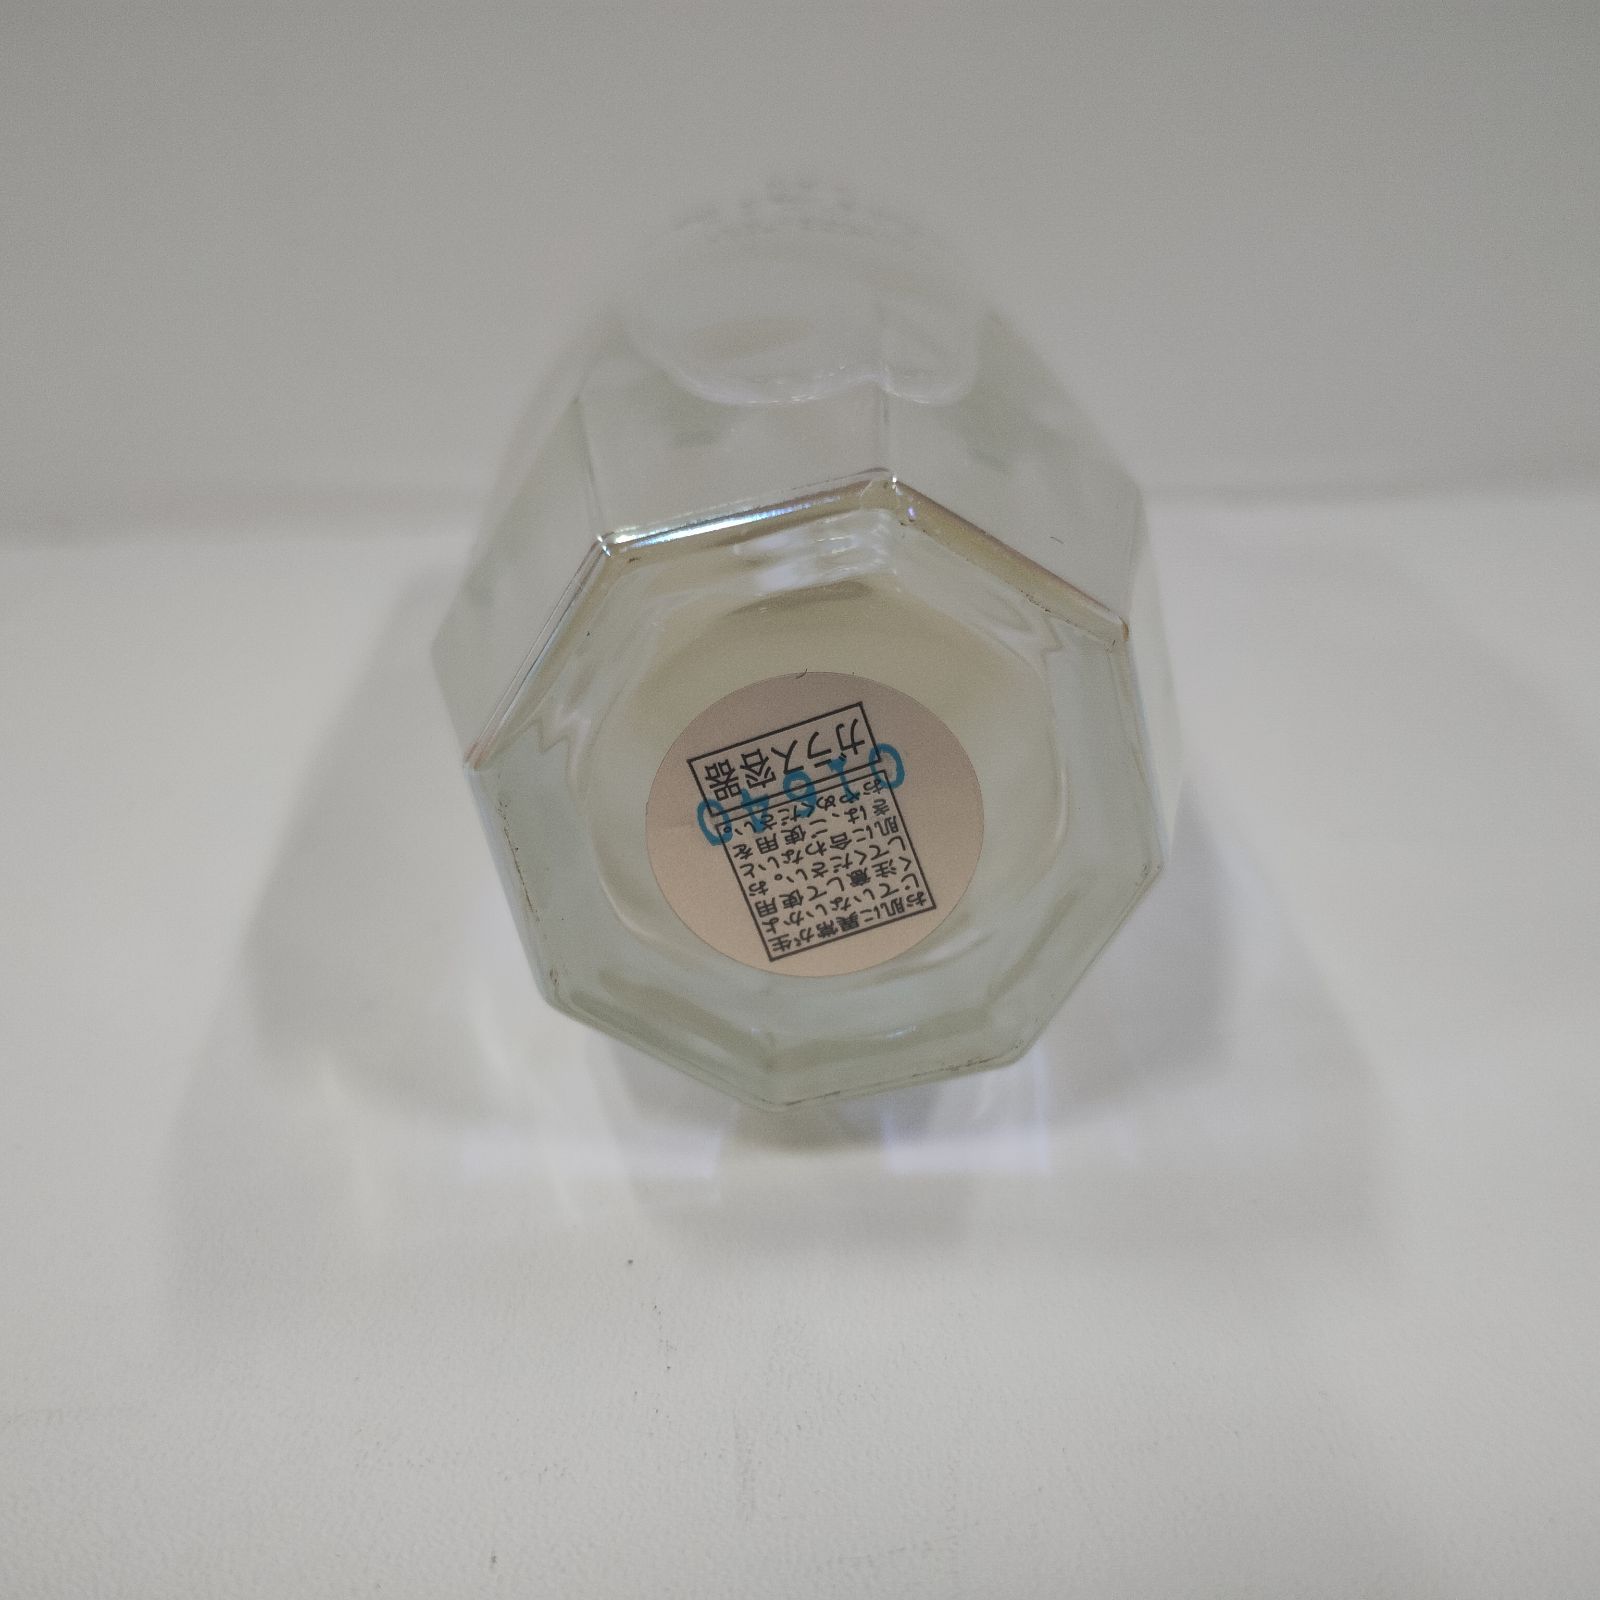 お肌に異常が生
じていないかよ
く注意して使用
してください。お
肌に合わないと
きは、ご使用を
おやめください。
ガラス容器